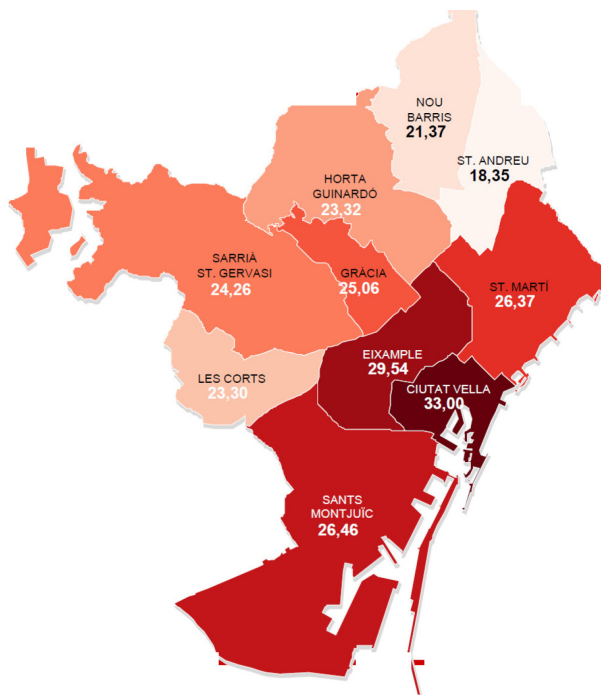 NOU
BARRIS
21,37
ST. ANDREU
18,35
HORTA
GUINARDÓ
23,32
SARRIÀ
ST. GERVASI
24,26
GRÀCIA
25,06
ST. MARTÍ
26,37
EIXAMPLE
29,54
LES CORTS
23,30
CIUTAT VELLA
33,00
SANTS
MONTJUÏC
26,46